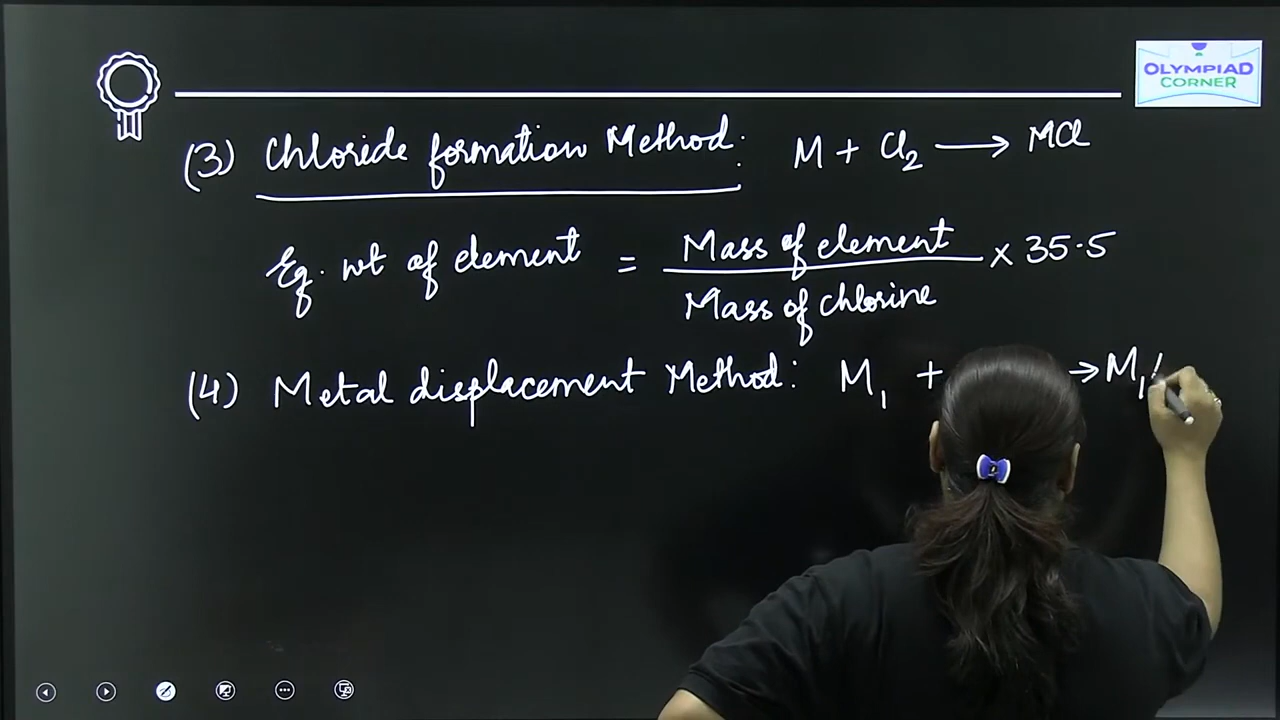 OLYMPIAD
CORNER
(3) Chloride formation Method: M + Cl₂ ⟶ MCl
Eq. wt of element = Mass of element / Mass of chlorine × 35.5
(4) Metal displacement Method: M₁ + → M₁